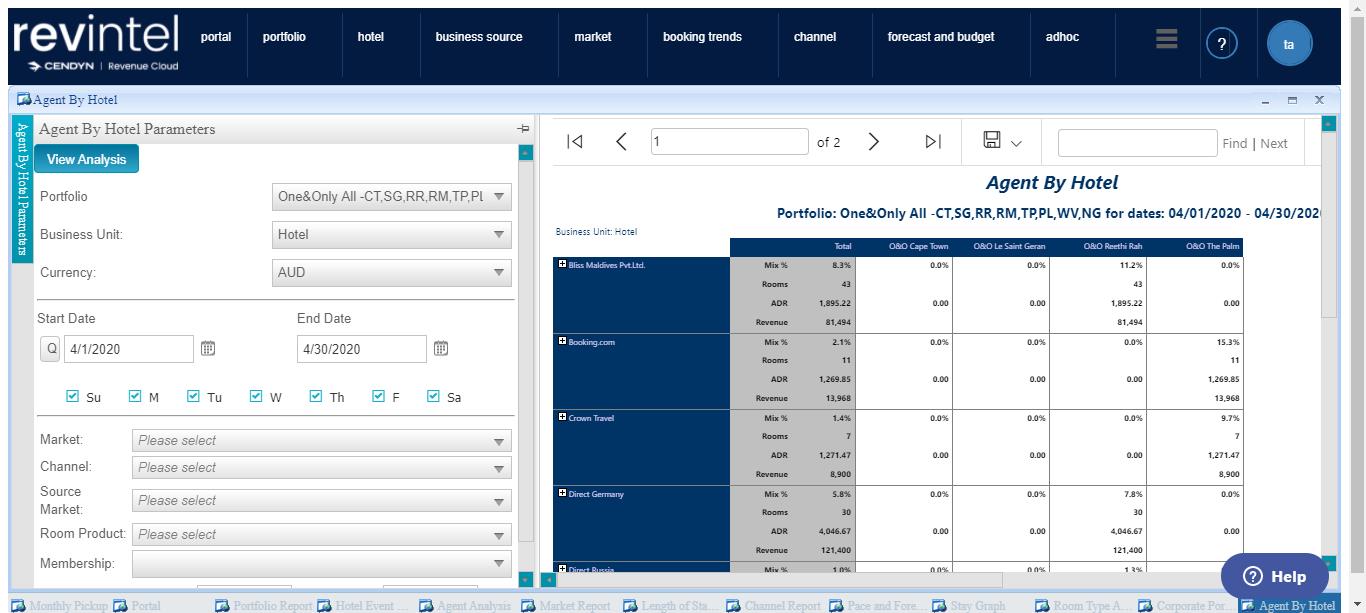 revintel
CENDYN | Revenue Cloud
portal portfolio hotel business source market booking trends channel forecast and budget adhoc ? ta
Agent By Hotel
Agent By Hotel Parameters
Agent By Hotel Parameters
View Analysis
Portfolio One&Only All -CT,SG,RR,RM,TP,PL
Business Unit: Hotel
Currency: AUD
Start Date End Date
Q 4/1/2020 4/30/2020
Su M Tu W Th F Sa
Market: Please select
Channel: Please select
Source Market: Please select
Room Product: Please select
Membership:
1 of 2 Find | Next
Agent By Hotel
Portfolio: One&Only All -CT,SG,RR,RM,TP,PL,WV,NG for dates: 04/01/2020 - 04/30/2020
Business Unit: Hotel
Total O&O Cape Town O&O Le Saint Geran O&O Reethi Rah O&O The Palm
Bliss Maldives Pvt.Ltd. Mix % 8.3% 0.0% 0.0% 11.2% 0.0%
Rooms 43 43
ADR 1,895.22 0.00 0.00 1,895.22 0.00
Revenue 81,494 81,494
Booking.com Mix % 2.1% 0.0% 0.0% 0.0% 15.3%
Rooms 11 11
ADR 1,269.85 0.00 0.00 0.00 1,269.85
Revenue 13,968 13,968
Crown Travel Mix % 1.4% 0.0% 0.0% 0.0% 9.7%
Rooms 7 7
ADR 1,271.47 0.00 0.00 0.00 1,271.47
Revenue 8,900 8,900
Direct Germany Mix % 5.8% 0.0% 0.0% 7.8% 0.0%
Rooms 30 30
ADR 4,046.67 0.00 0.00 4,046.67 0.00
Revenue 121,400 121,400
Direct Russia Mix % 1.0% 0.0% 0.0% 1.3%
? Help
Monthly Pickup Portal Portfolio Report Hotel Event ... Agent Analysis Market Report Length of Sta... Channel Report Pace and Fore... Stay Graph Room Type A... Corporate Por... Agent By Hotel